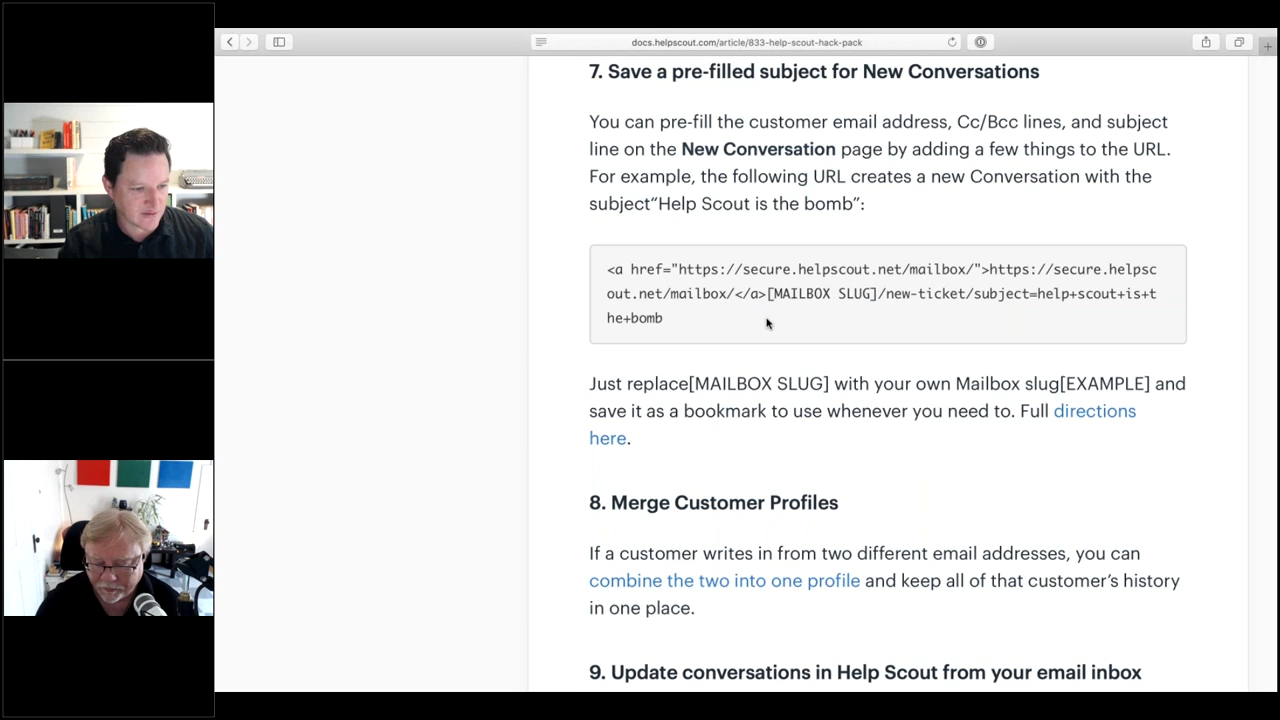 docs.helpscout.com/article/833-help-scout-hack-pack
7. Save a pre-filled subject for New Conversations
You can pre-fill the customer email address, Cc/Bcc lines, and subject
line on the New Conversation page by adding a few things to the URL.
For example, the following URL creates a new Conversation with the
subject“Help Scout is the bomb”:
<a href="https://secure.helpscout.net/mailbox/">https://secure.helpsc
out.net/mailbox/</a>[MAILBOX SLUG]/new-ticket/subject=help+scout+is+t
he+bomb
Just replace[MAILBOX SLUG] with your own Mailbox slug[EXAMPLE] and
save it as a bookmark to use whenever you need to. Full directions
here.
8. Merge Customer Profiles
If a customer writes in from two different email addresses, you can
combine the two into one profile and keep all of that customer’s history
in one place.
9. Update conversations in Help Scout from your email inbox